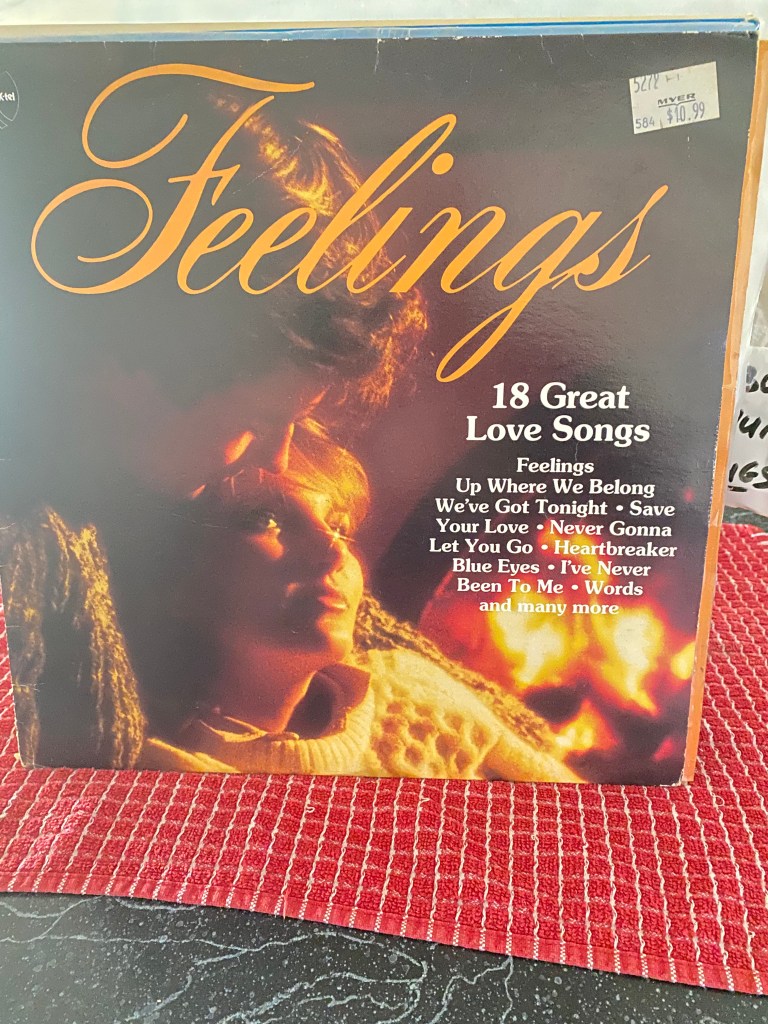 k-tel
MYER
584 $10.99
Feelings
18 Great
Love Songs
Feelings
Up Where We Belong
We've Got Tonight • Save
Your Love • Never Gonna
Let You Go • Heartbreaker
Blue Eyes • I've Never
Been To Me • Words
and many more